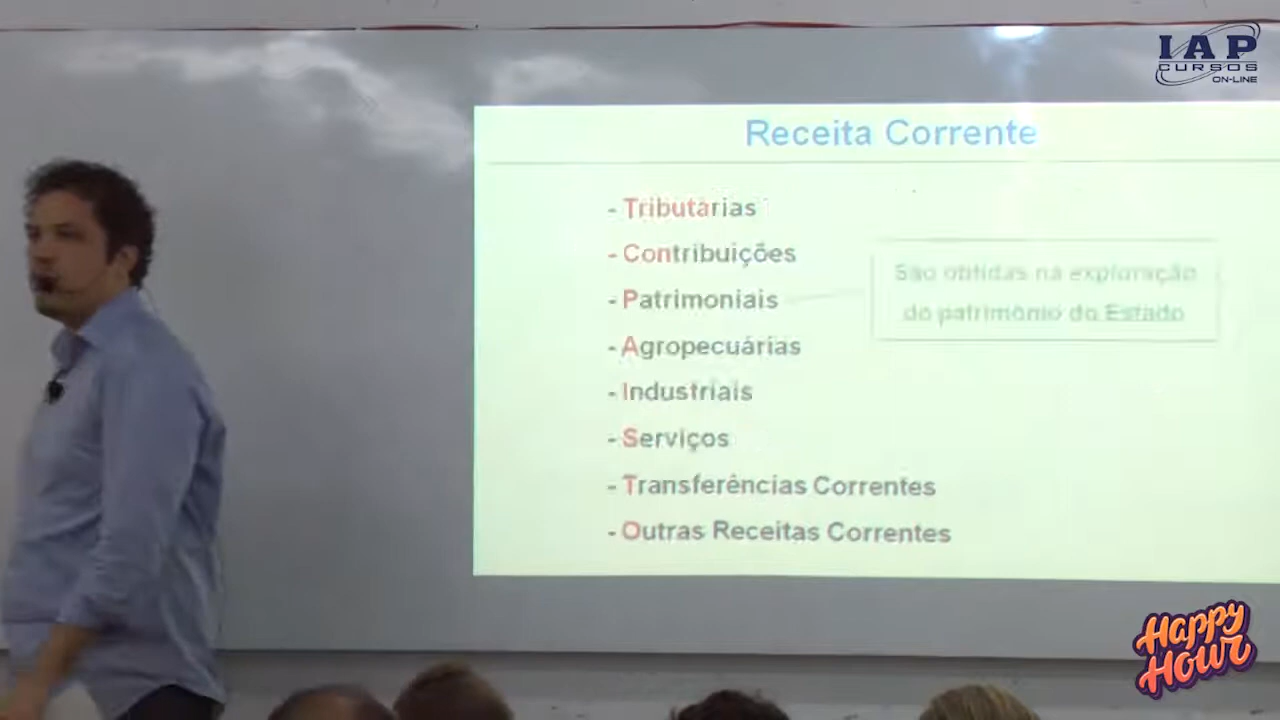 IAP
CURSOS
ON-LINE
Receita Corrente
- Tributárias
- Contribuições
- Patrimoniais
São obtidas na exploração
do patrimônio do Estado
- Agropecuárias
- Industriais
- Serviços
- Transferências Correntes
- Outras Receitas Correntes
Happy
Hour